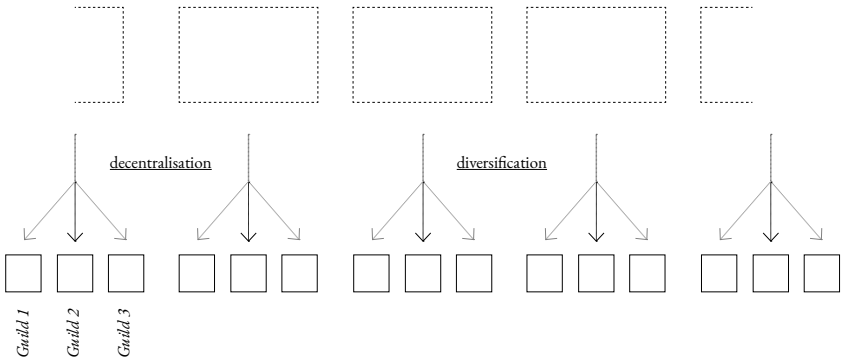 decentralisation
diversification
Guild 1
Guild 2
Guild 3